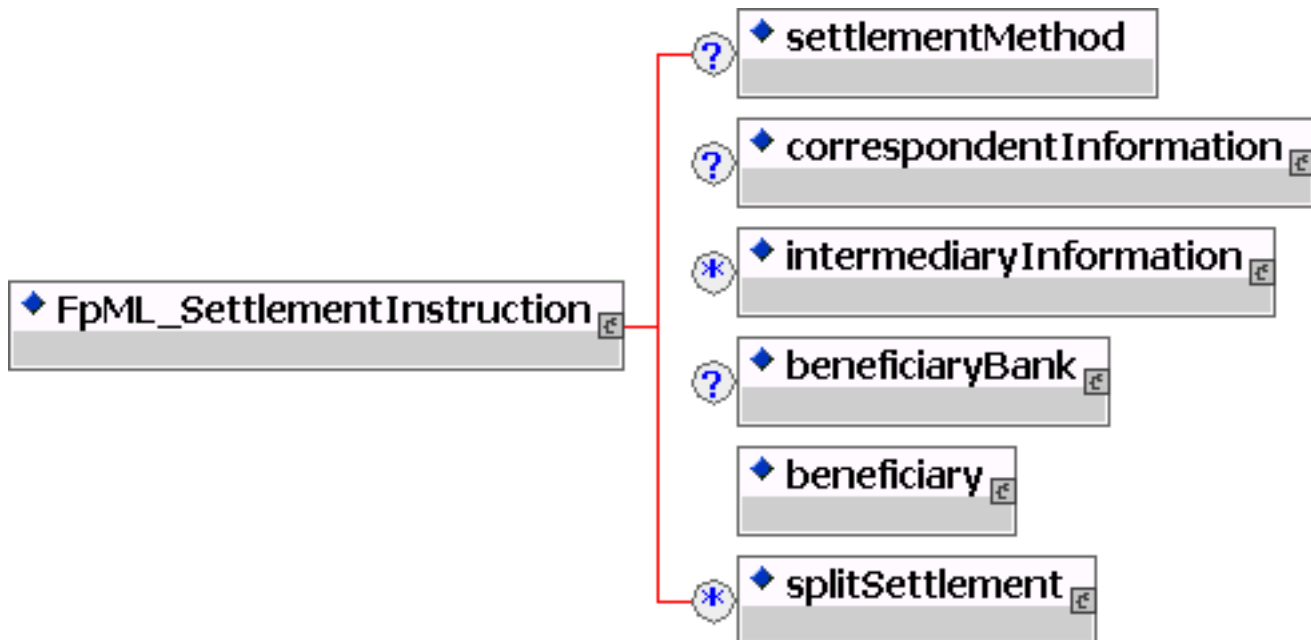 ? settlementMethod
? correspondentInformation
* intermediaryInformation
FpML_SettlementInstruction
? beneficiaryBank
beneficiary
* splitSettlement